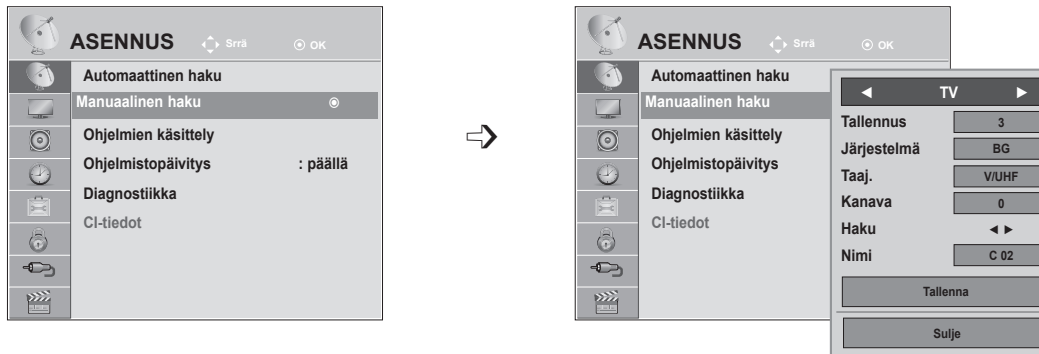 ASENNUS Srrä OK
Automaattinen haku
Manuaalinen haku
Ohjelmien käsittely
Ohjelmistopäivitys : päällä
Diagnostiikka
CI-tiedot
ASENNUS Srrä OK
Automaattinen haku
Manuaalinen haku
Ohjelmien käsittely
Ohjelmistopäivitys
Diagnostiikka
CI-tiedot
◄ TV ►
Tallennus 3
Järjestelmä BG
Taaj. V/UHF
Kanava 0
Haku ◄ ►
Nimi C 02
Tallenna
Sulje